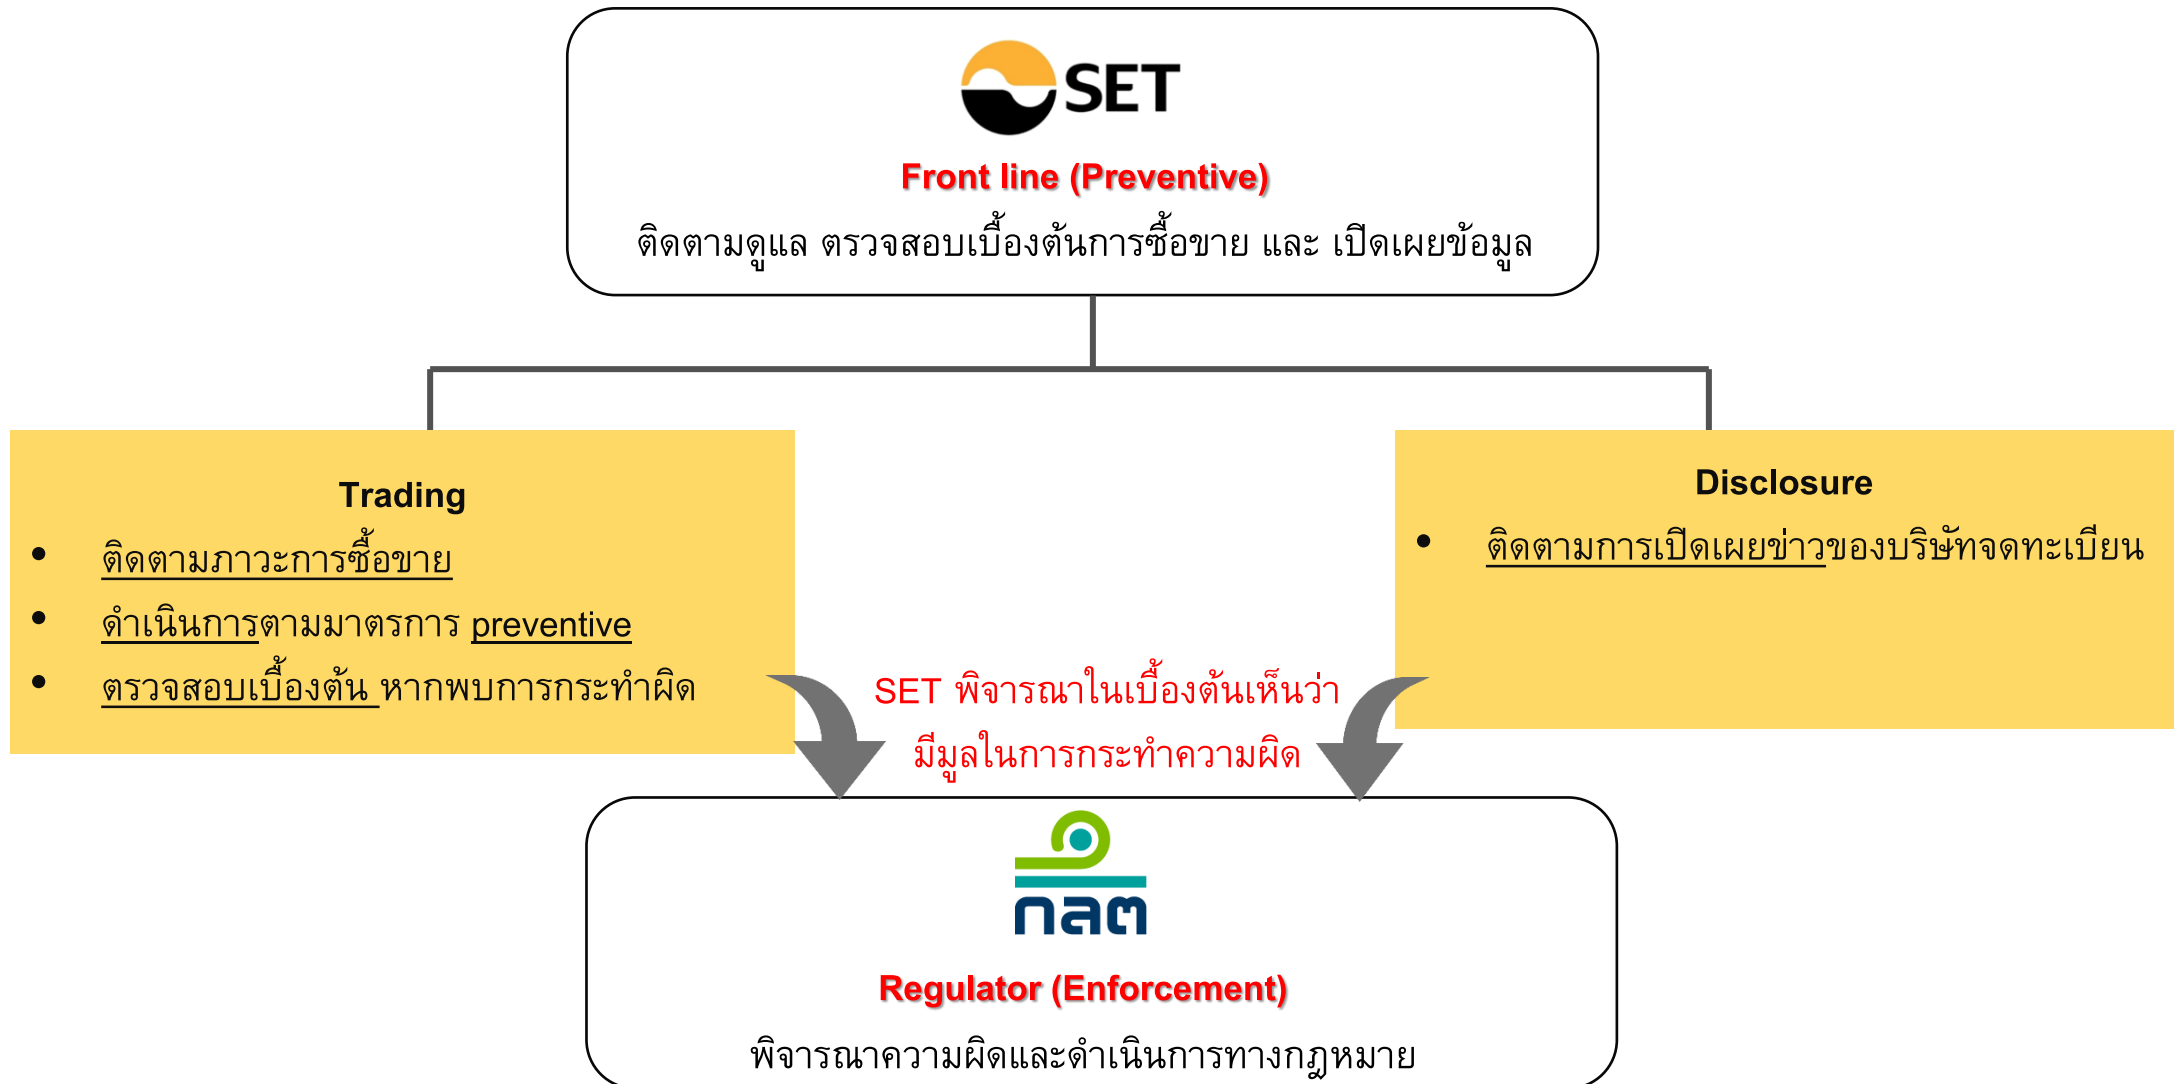 SET
Front line (Preventive)
ติดตามดูแล ตรวจสอบเบื้องต้นการซื้อขาย และ เปิดเผยข้อมูล
Trading
• ติดตามภาวะการซื้อขาย
• ดำเนินการตามมาตรการ preventive
• ตรวจสอบเบื้องต้น หากพบการกระทำผิด
Disclosure
• ติดตามการเปิดเผยข่าวของบริษัทจดทะเบียน
SET พิจารณาในเบื้องต้นเห็นว่า
มีมูลในการกระทำความผิด
กลต
Regulator (Enforcement)
พิจารณาความผิดและดำเนินการทางกฎหมาย